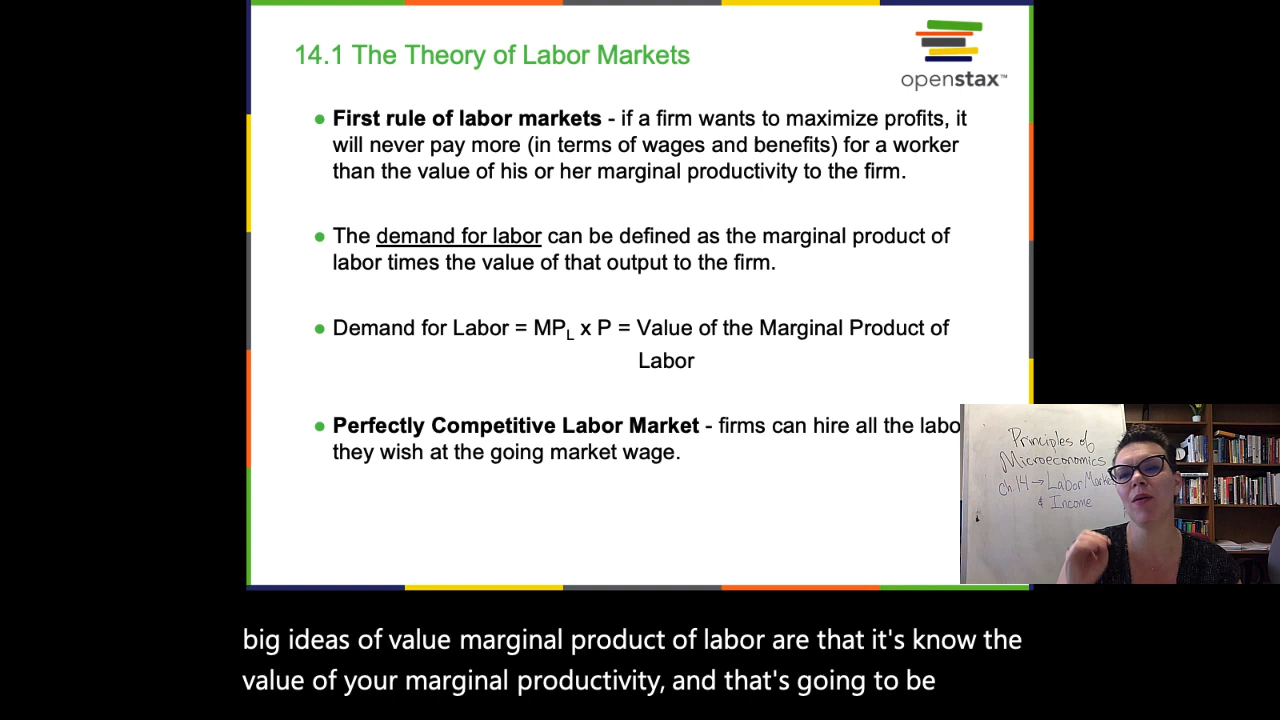 14.1 The Theory of Labor Markets
openstax™
● First rule of labor markets - if a firm wants to maximize profits, it
will never pay more (in terms of wages and benefits) for a worker
than the value of his or her marginal productivity to the firm.
● The demand for labor can be defined as the marginal product of
labor times the value of that output to the firm.
● Demand for Labor = MPL x P = Value of the Marginal Product of
Labor
● Perfectly Competitive Labor Market - firms can hire all the labo
they wish at the going market wage.
Principles of
Microeconomics
Ch. 14 → Labor Marke
& Income
big ideas of value marginal product of labor are that it's know the
value of your marginal productivity, and that's going to be